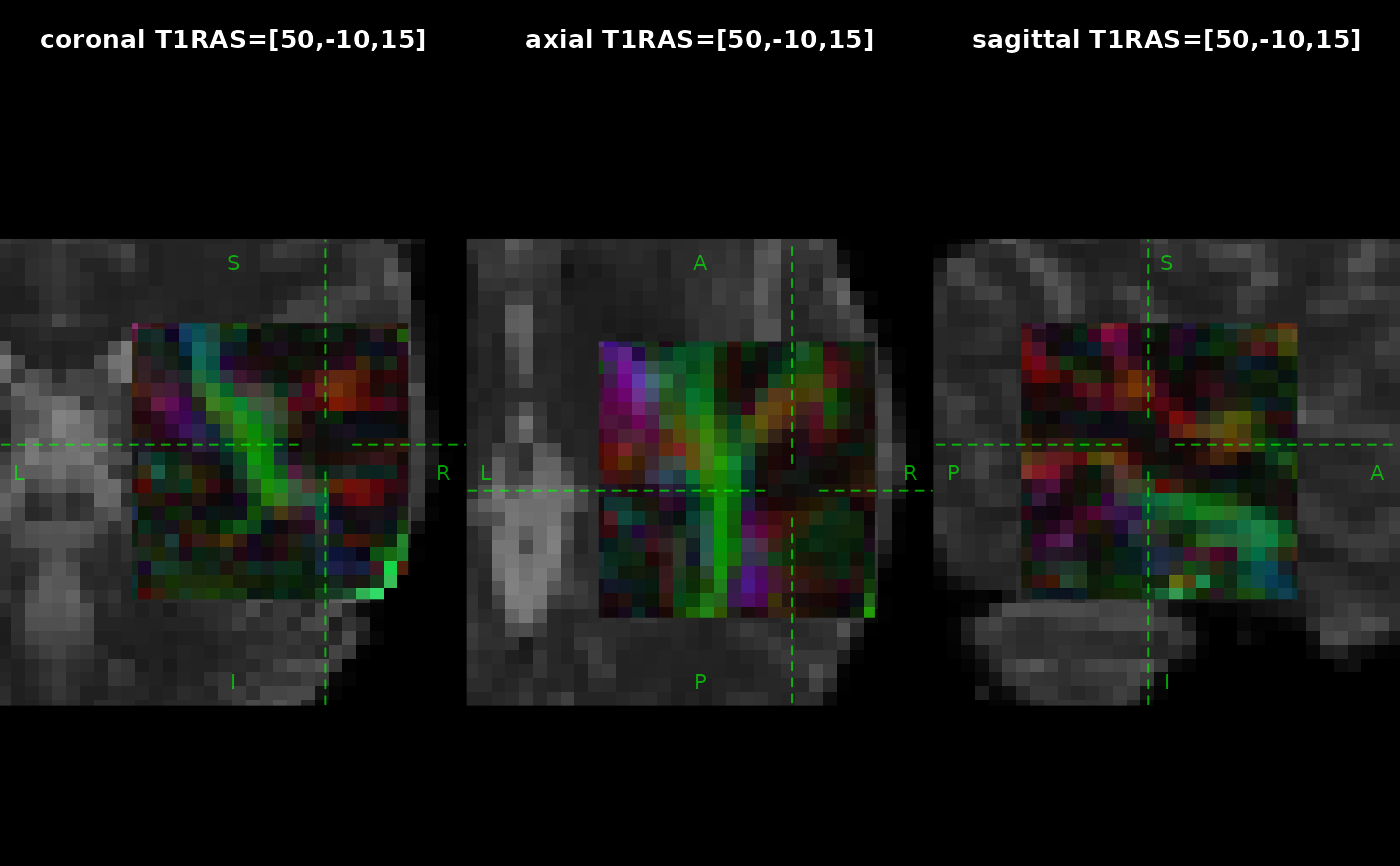 coronal T1RAS=[50,-10,15] axial T1RAS=[50,-10,15] sagittal T1RAS=[50,-10,15]
S A S
L R L R P A
I P I